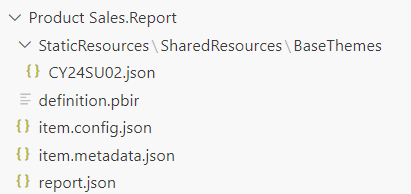 Product Sales.Report
StaticResources\SharedResources\BaseThemes
{} CY24SU02.json
definition.pbir
{} item.config.json
{} item.metadata.json
{} report.json